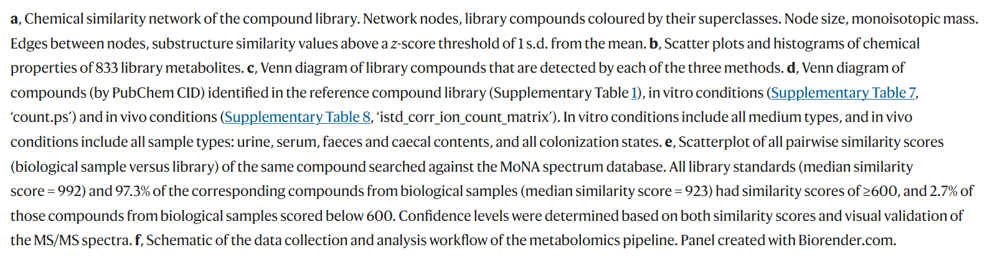 a, Chemical similarity network of the compound library. Network nodes, library compounds coloured by their superclasses. Node size, monoisotopic mass.
Edges between nodes, substructure similarity values above a z-score threshold of 1 s.d. from the mean. b, Scatter plots and histograms of chemical
properties of 833 library metabolites. c, Venn diagram of library compounds that are detected by each of the three methods. d, Venn diagram of
compounds (by PubChem CID) identified in the reference compound library (Supplementary Table 1), in vitro conditions (Supplementary Table 7,
‘count.ps’) and in vivo conditions (Supplementary Table 8, ‘istd_corr_ion_count_matrix’). In vitro conditions include all medium types, and in vivo
conditions include all sample types: urine, serum, faeces and caecal contents, and all colonization states. e, Scatterplot of all pairwise similarity scores
(biological sample versus library) of the same compound searched against the MoNA spectrum database. All library standards (median similarity
score = 992) and 97.3% of the corresponding compounds from biological samples (median similarity score = 923) had similarity scores of ≥600, and 2.7% of
those compounds from biological samples scored below 600. Confidence levels were determined based on both similarity scores and visual validation of
the MS/MS spectra. f, Schematic of the data collection and analysis workflow of the metabolomics pipeline. Panel created with Biorender.com.